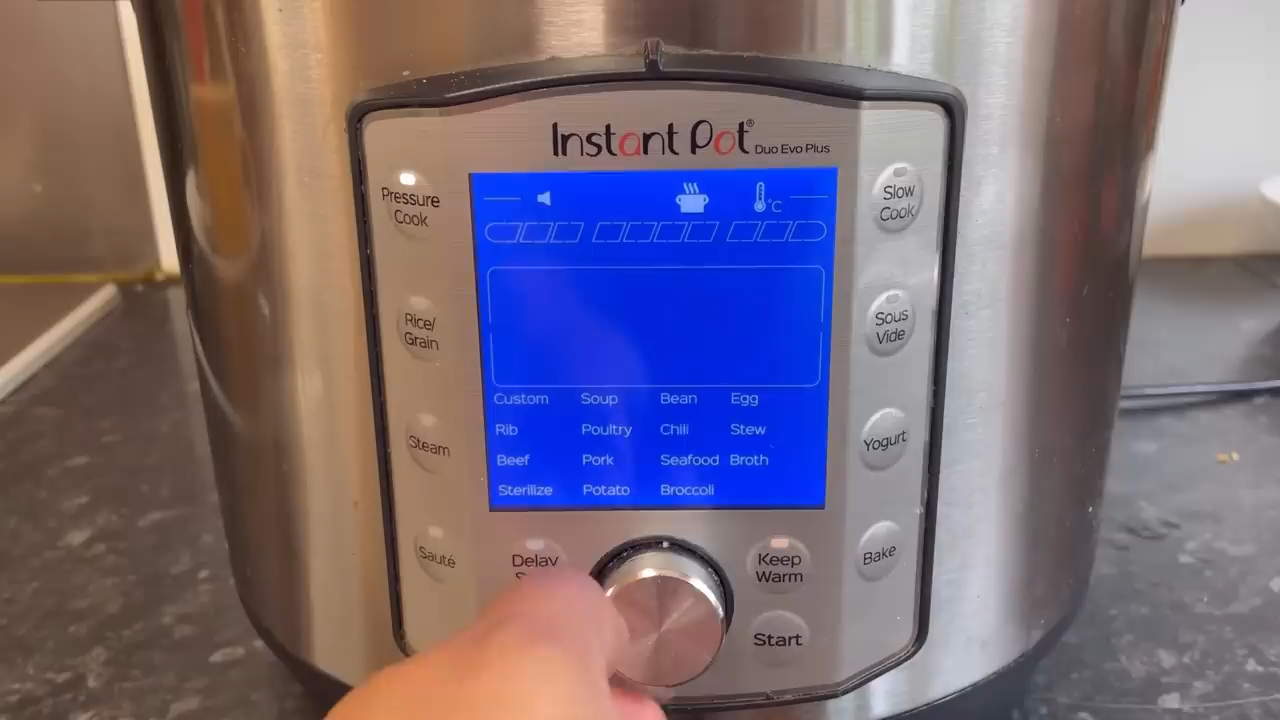 Instant Pot®
Duo Evo Plus
Pressure
Cook
Rice/
Grain
Steam
Sauté
°C
Custom Soup Bean Egg
Rib Poultry Chili Stew
Beef Pork Seafood Broth
Sterilize Potato Broccoli
Slow
Cook
Sous
Vide
Yogurt
Bake
Delay
Keep
Warm
Start